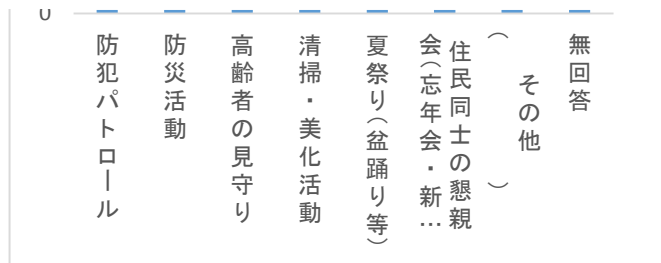 0
防犯パトロール
防災活動
高齢者の見守り
清掃・美化活動
夏祭り（盆踊り等）
住民同士の懇親
会（忘年会・新…
その他
（　　　）
無回答